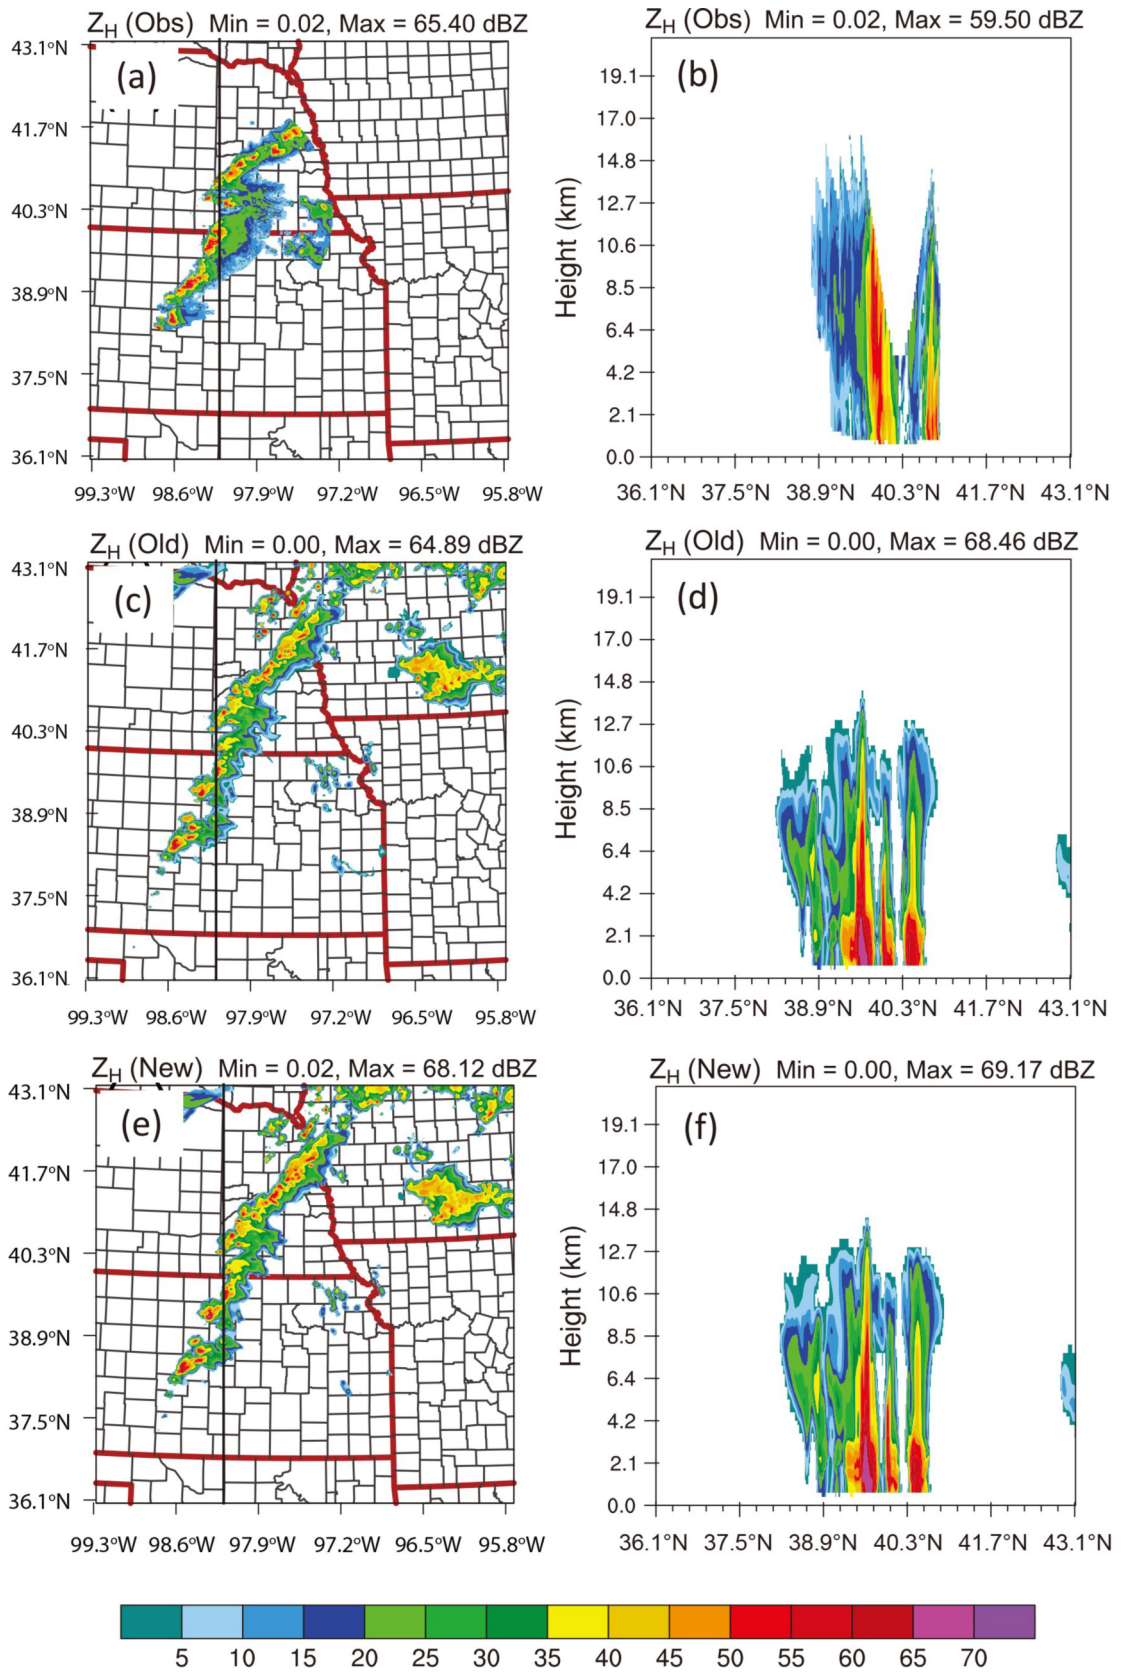 Z_H (Obs) Min = 0.02, Max = 65.40 dBZ
(a)
43.1°N
41.7°N
40.3°N
38.9°N
37.5°N
36.1°N
99.3°W 98.6°W 97.9°W 97.2°W 96.5°W 95.8°W
Z_H (Obs) Min = 0.02, Max = 59.50 dBZ
(b)
Height (km)
19.1
17.0
14.8
12.7
10.6
8.5
6.4
4.2
2.1
0.0
36.1°N 37.5°N 38.9°N 40.3°N 41.7°N 43.1°N
Z_H (Old) Min = 0.00, Max = 64.89 dBZ
(c)
43.1°N
41.7°N
40.3°N
38.9°N
37.5°N
36.1°N
99.3°W 98.6°W 97.9°W 97.2°W 96.5°W 95.8°W
Z_H (Old) Min = 0.00, Max = 68.46 dBZ
(d)
Height (km)
19.1
17.0
14.8
12.7
10.6
8.5
6.4
4.2
2.1
0.0
36.1°N 37.5°N 38.9°N 40.3°N 41.7°N 43.1°N
Z_H (New) Min = 0.02, Max = 68.12 dBZ
(e)
43.1°N
41.7°N
40.3°N
38.9°N
37.5°N
36.1°N
99.3°W 98.6°W 97.9°W 97.2°W 96.5°W 95.8°W
Z_H (New) Min = 0.00, Max = 69.17 dBZ
(f)
Height (km)
19.1
17.0
14.8
12.7
10.6
8.5
6.4
4.2
2.1
0.0
36.1°N 37.5°N 38.9°N 40.3°N 41.7°N 43.1°N
5 10 15 20 25 30 35 40 45 50 55 60 65 70